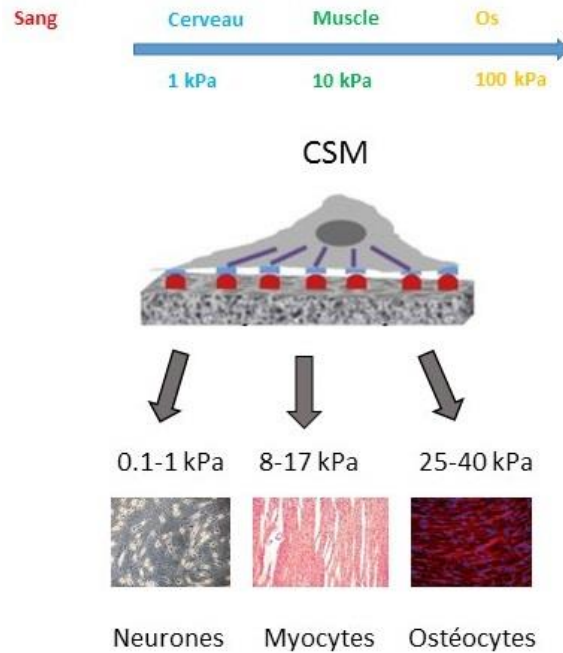 Sang Cerveau Muscle Os
1 kPa 10 kPa 100 kPa
CSM
0.1-1 kPa 8-17 kPa 25-40 kPa
Neurones Myocytes Ostéocytes